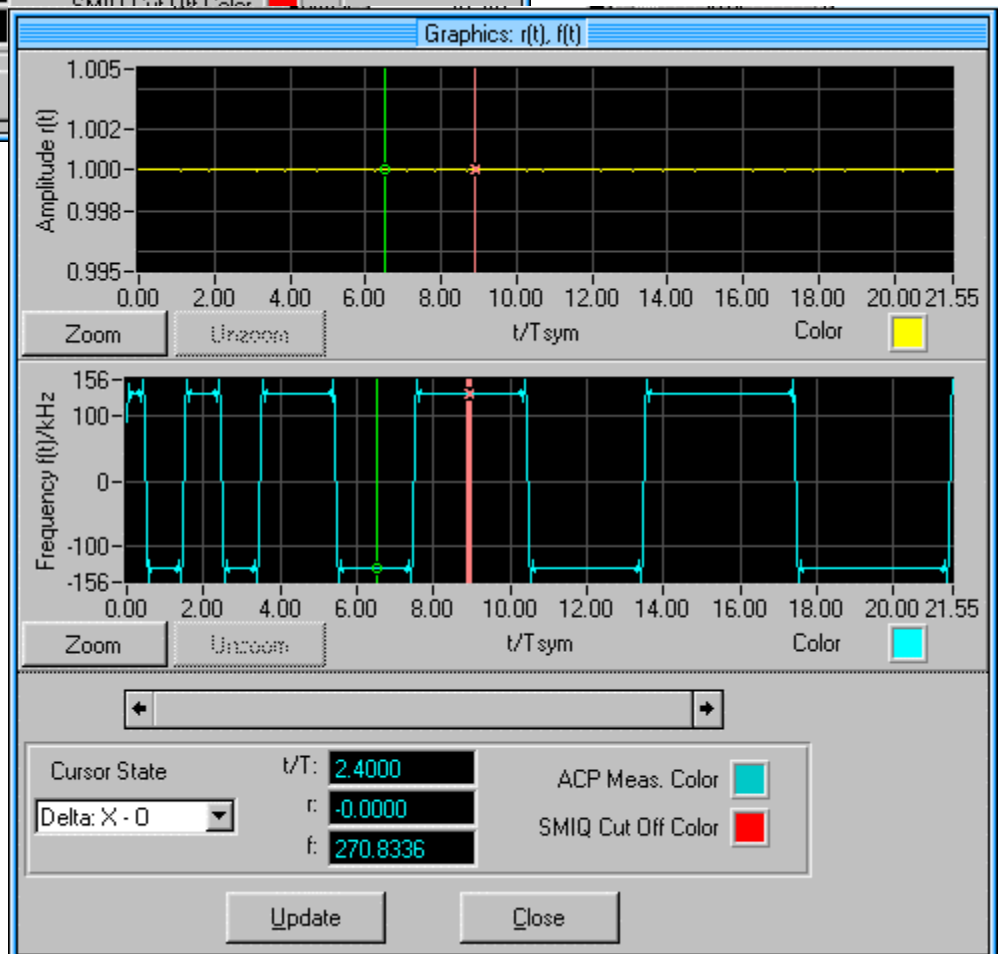 SMIQ Cut Off Color
Graphics: r(t), f(t)
Amplitude r(t)
1.005
1.002
1.000
0.998
0.995
0.00 2.00 4.00 6.00 8.00 10.00 12.00 14.00 16.00 18.00 20.00 21.55
Zoom Unzoom t/Tsym Color
Frequency f(t)/kHz
156
100
0
-100
-156
0.00 2.00 4.00 6.00 8.00 10.00 12.00 14.00 16.00 18.00 20.00 21.55
Zoom Unzoom t/Tsym Color
Cursor State
Delta: X - O
t/T: 2.4000
r: -0.0000
f: 270.8336
ACP Meas. Color
SMIQ Cut Off Color
Update Close